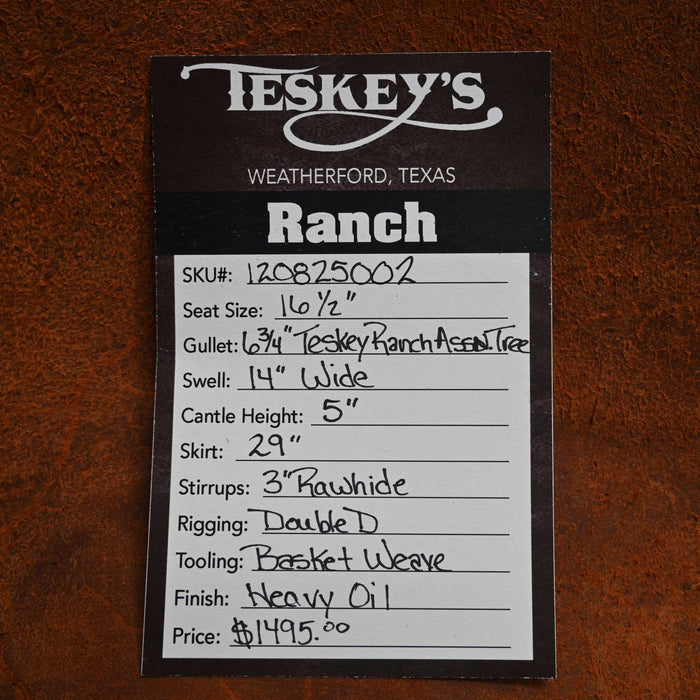 TESKEY'S
WEATHERFORD, TEXAS
Ranch
SKU#: 120825002
Seat Size: 16 1/2"
Gullet: 6 3/4" Teskey Ranch Assn. Tree
Swell: 14" Wide
Cantle Height: 5"
Skirt: 29"
Stirrups: 3" Rawhide
Rigging: Double D
Tooling: Basket Weave
Finish: Heavy Oil
Price: $1495.00